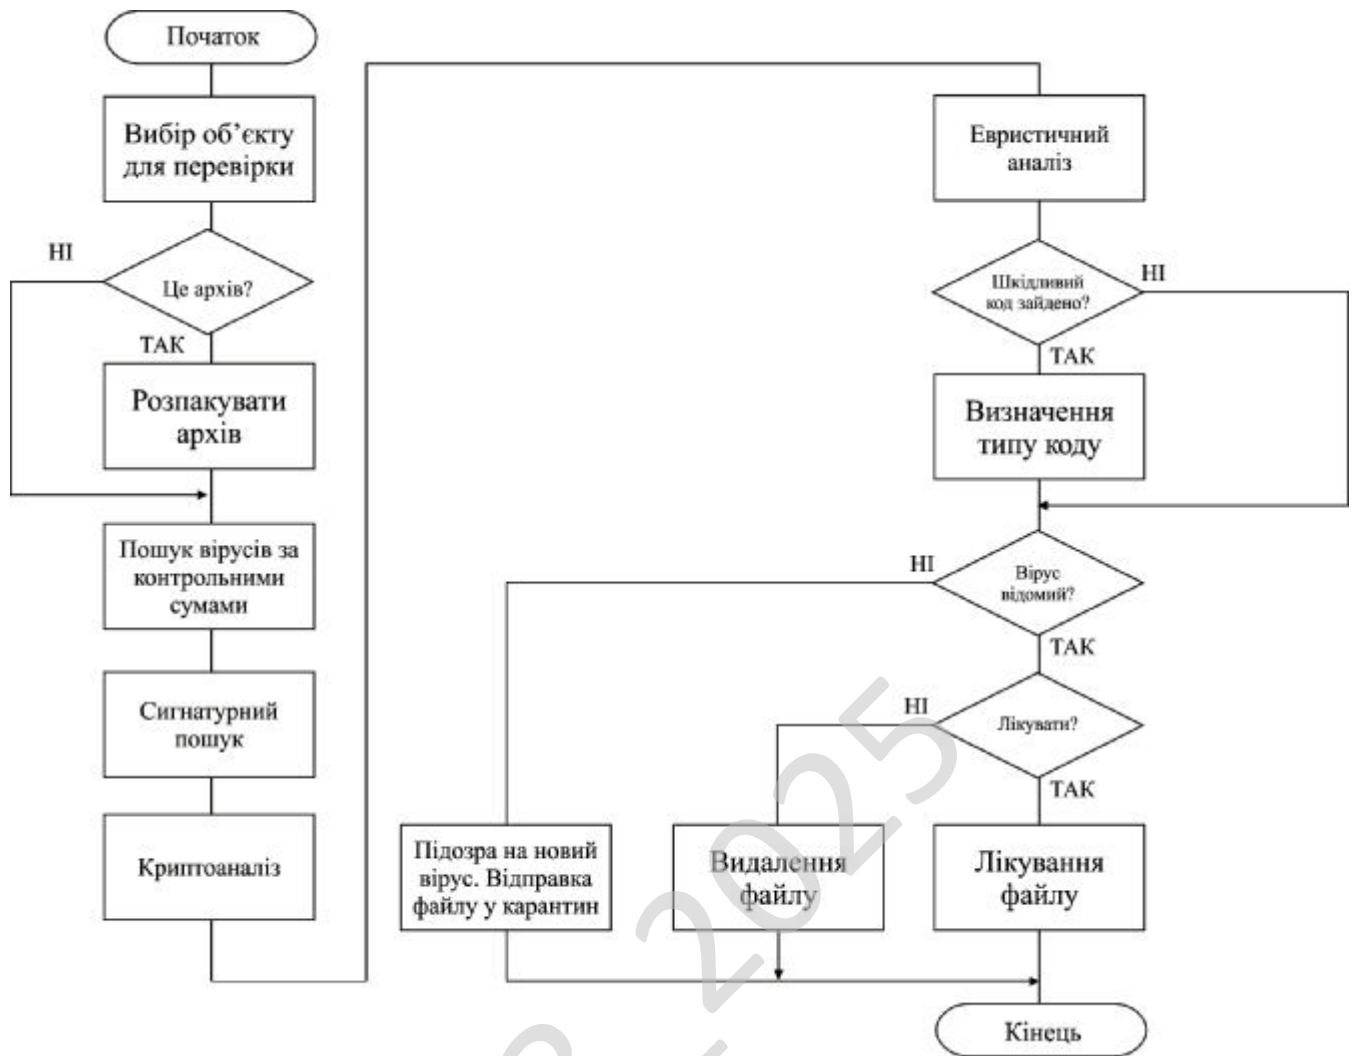 Початок
Вибір об’єкту
для перевірки
НІ
Це архів?
ТАК
Розпакувати
архів
Пошук вірусів за
контрольними
сумами
Сигнатурний
пошук
Криптоаналіз
Евристичний
аналіз
Шкідливий
код зайдено?
НІ
ТАК
Визначення
типу коду
НІ
Вірус
відомий?
ТАК
НІ
Лікувати?
ТАК
Підозра на новий
вірус. Відправка
файлу у карантин
Видалення
файлу
Лікування
файлу
Кінець
2025